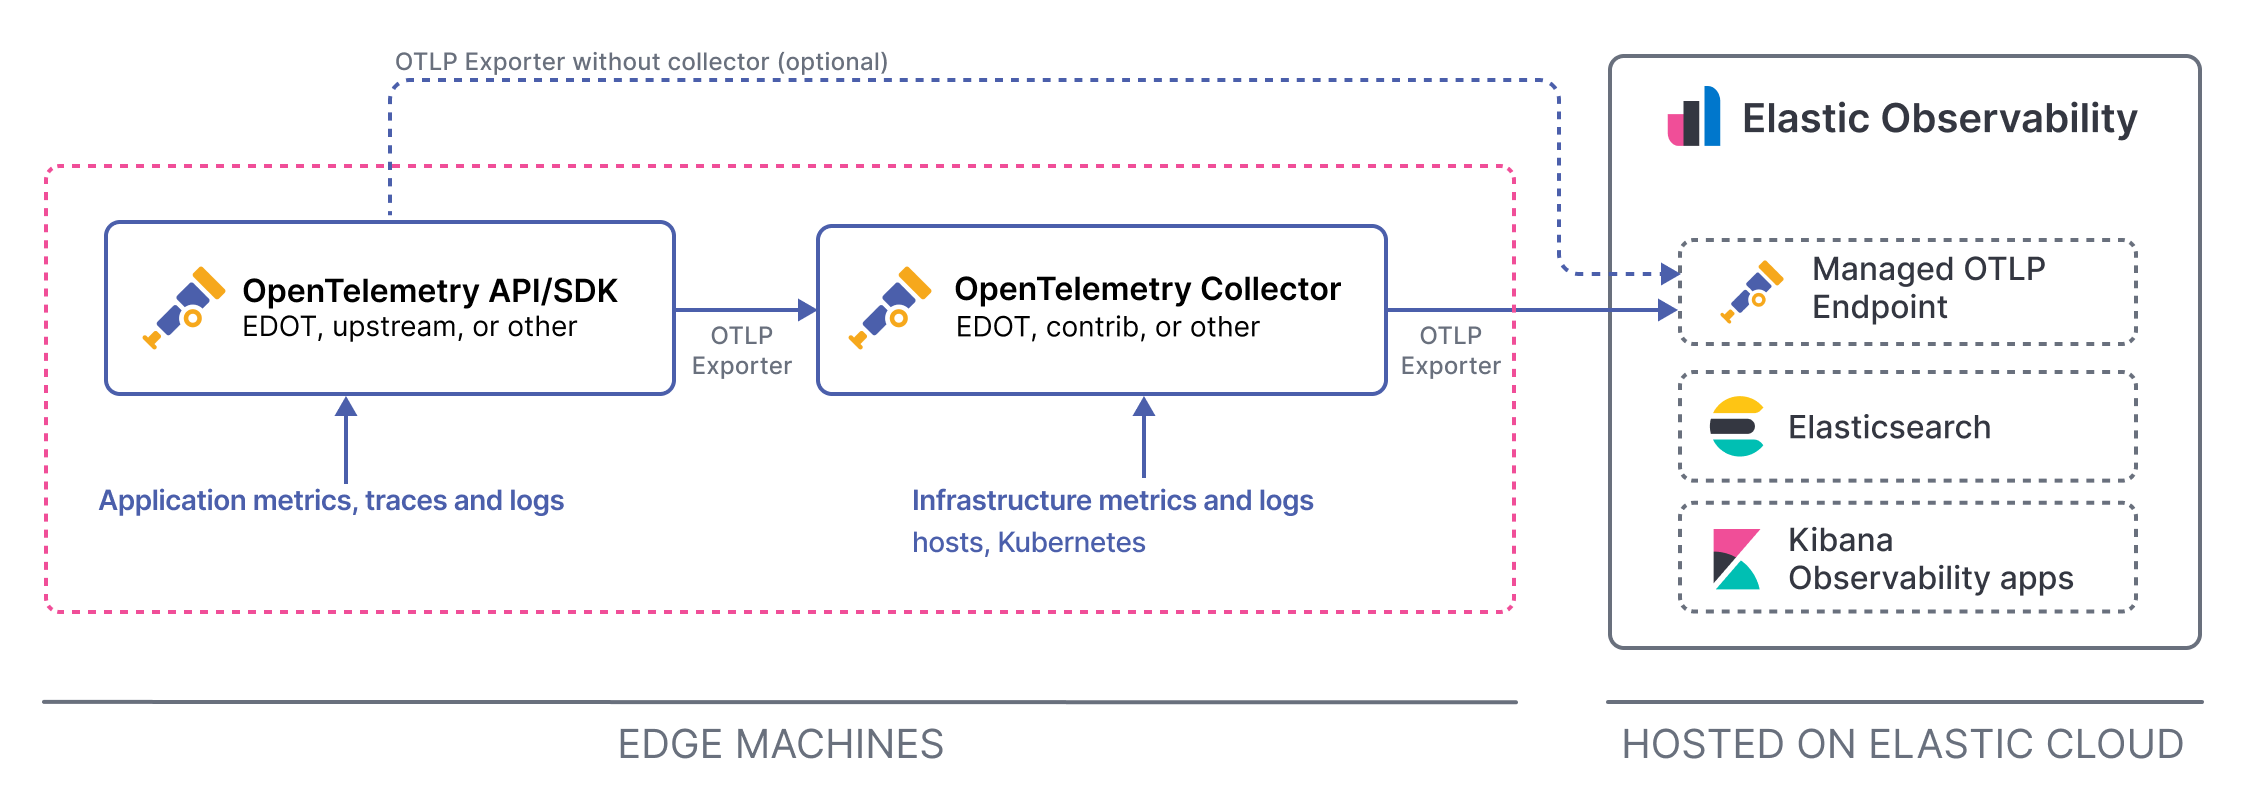 OTLP Exporter without collector (optional)
Elastic Observability
OpenTelemetry API/SDK
EDOT, upstream, or other
OTLP
Exporter
OpenTelemetry Collector
EDOT, contrib, or other
OTLP
Exporter
Managed OTLP
Endpoint
Elasticsearch
Kibana
Observability apps
Application metrics, traces and logs
Infrastructure metrics and logs
hosts, Kubernetes
EDGE MACHINES
HOSTED ON ELASTIC CLOUD